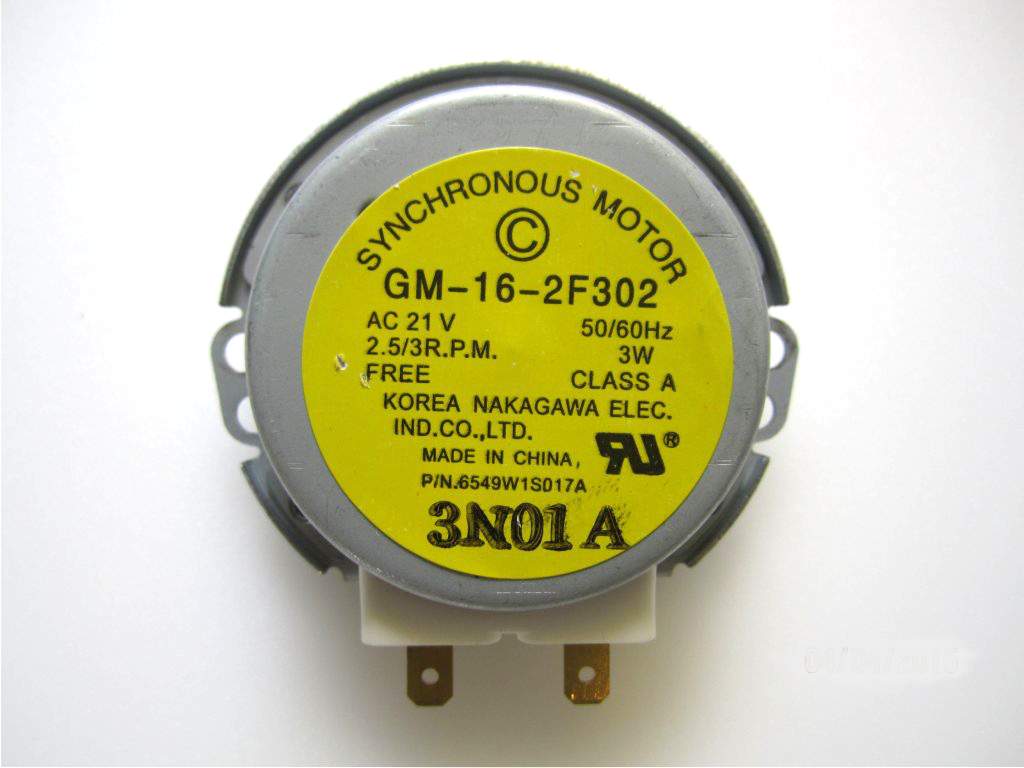 SYNCHRONOUS MOTOR
©
GM-16-2F302
AC 21 V 50/60Hz
2.5/3R.P.M. 3W
FREE CLASS A
KOREA NAKAGAWA ELEC.
IND.CO.,LTD.
RU®
MADE IN CHINA,
P/N.6549W1S017A
3N01 A